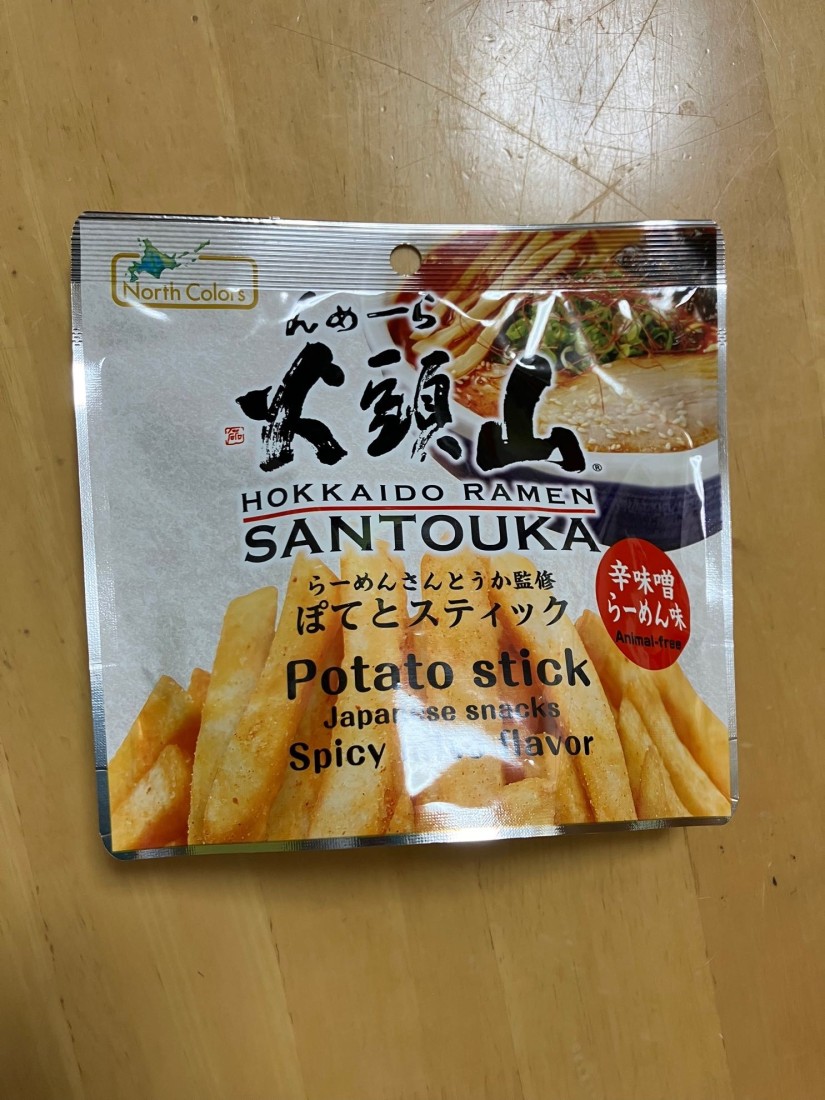 North Colors
らーめん
山頭火
®
HOKKAIDO RAMEN
SANTOUKA
らーめんさんとうか監修
ぽてとスティック
辛味噌
らーめん味
Animal-free
Potato stick
Japanese snacks
Spicy miso flavor